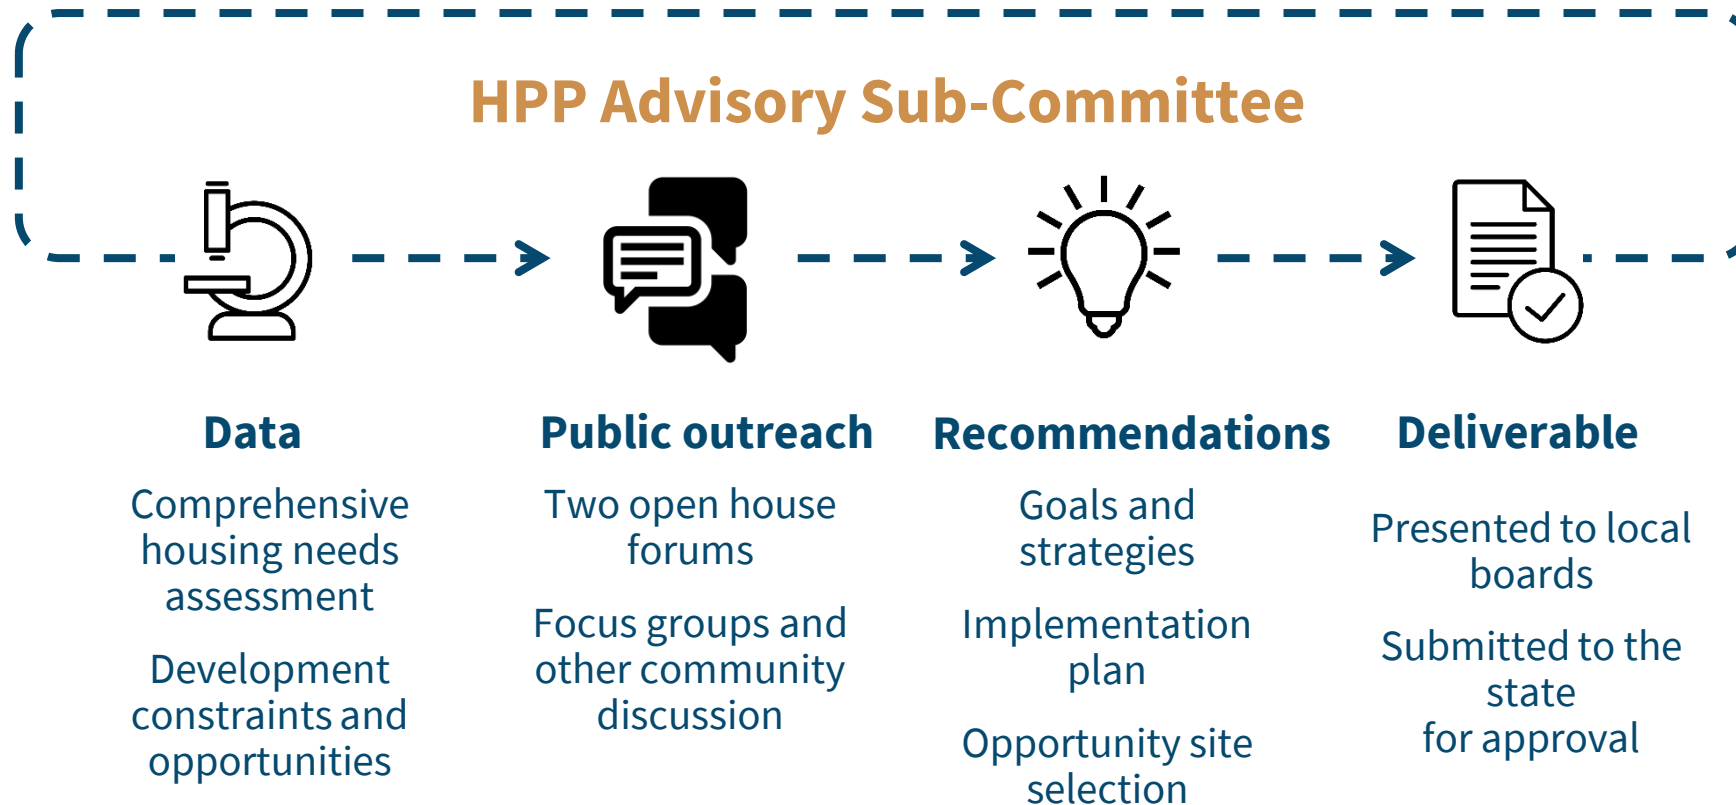 HPP Advisory Sub-Committee
Data
Comprehensive
housing needs
assessment
Development
constraints and
opportunities
Public outreach
Two open house
forums
Focus groups and
other community
discussion
Recommendations
Goals and
strategies
Implementation
plan
Opportunity site
selection
Deliverable
Presented to local
boards
Submitted to the
state
for approval